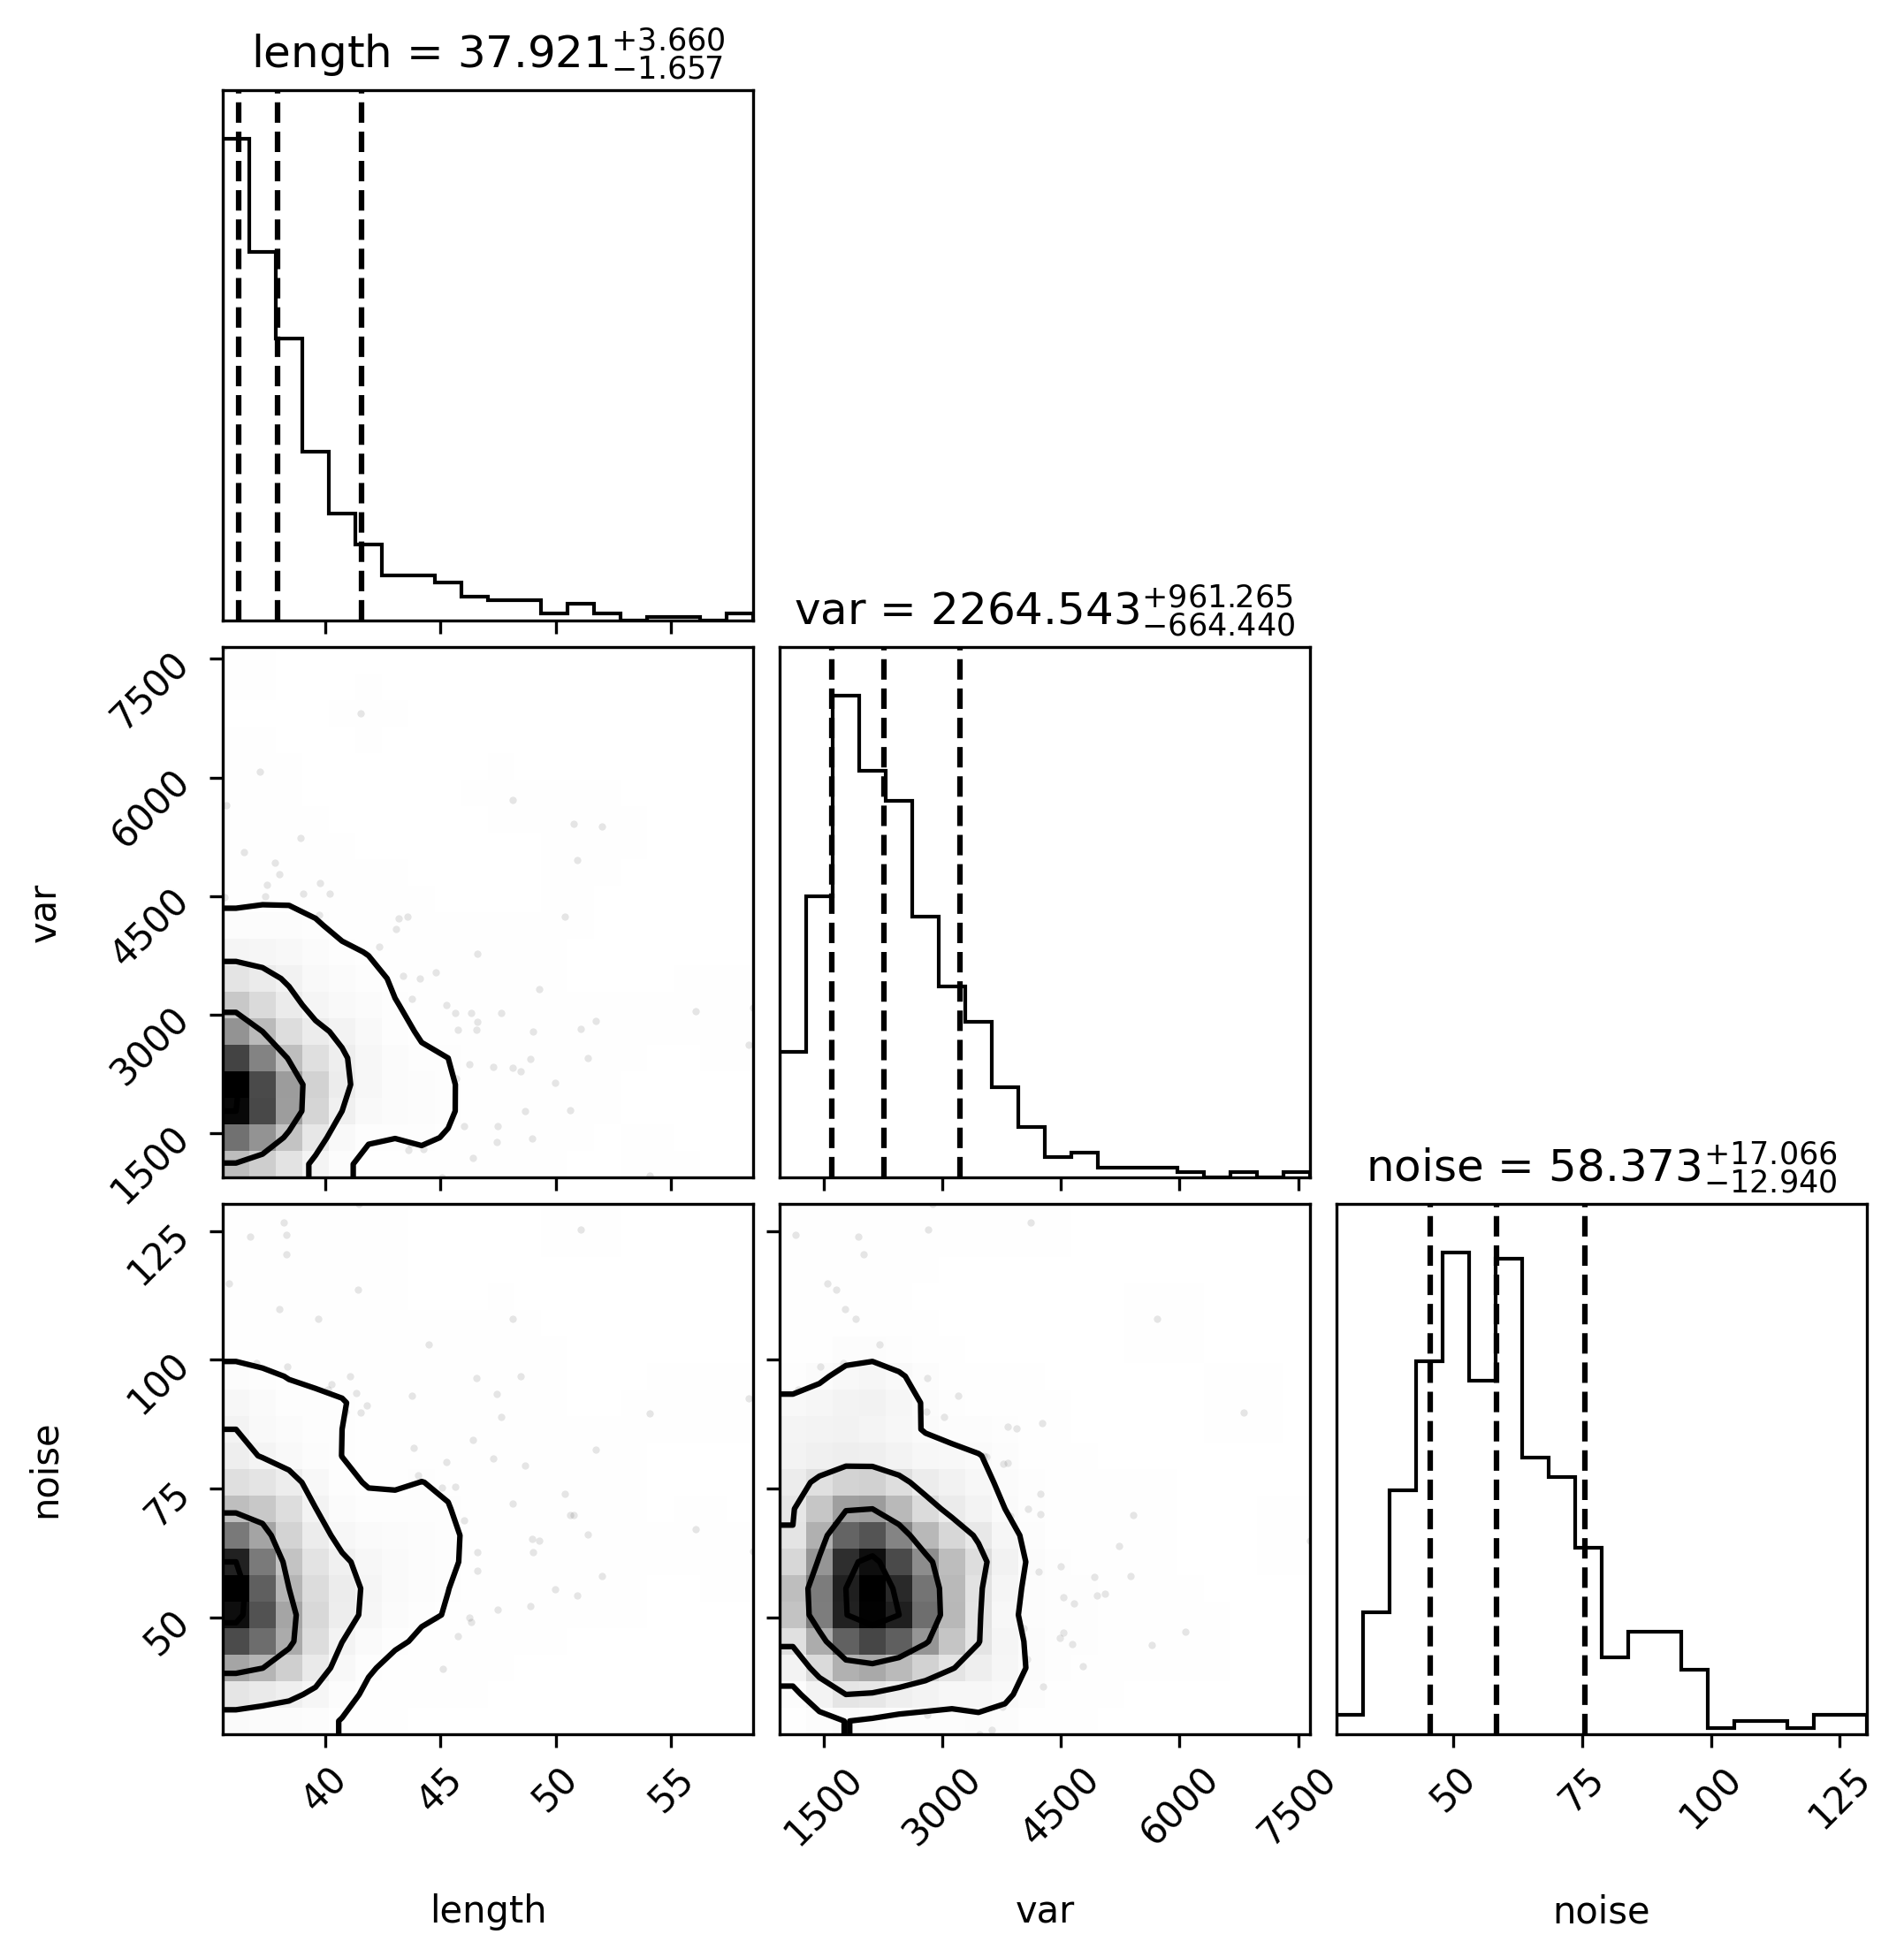 length = 37.921+3.660−1.657
var = 2264.543+961.265−664.440
7500
6000
4500
3000
1500
var
noise = 58.373+17.066−12.940
125
100
75
50
noise
40 45 50 55 1500 3000 4500 6000 7500 50 75 100 125
length var noise